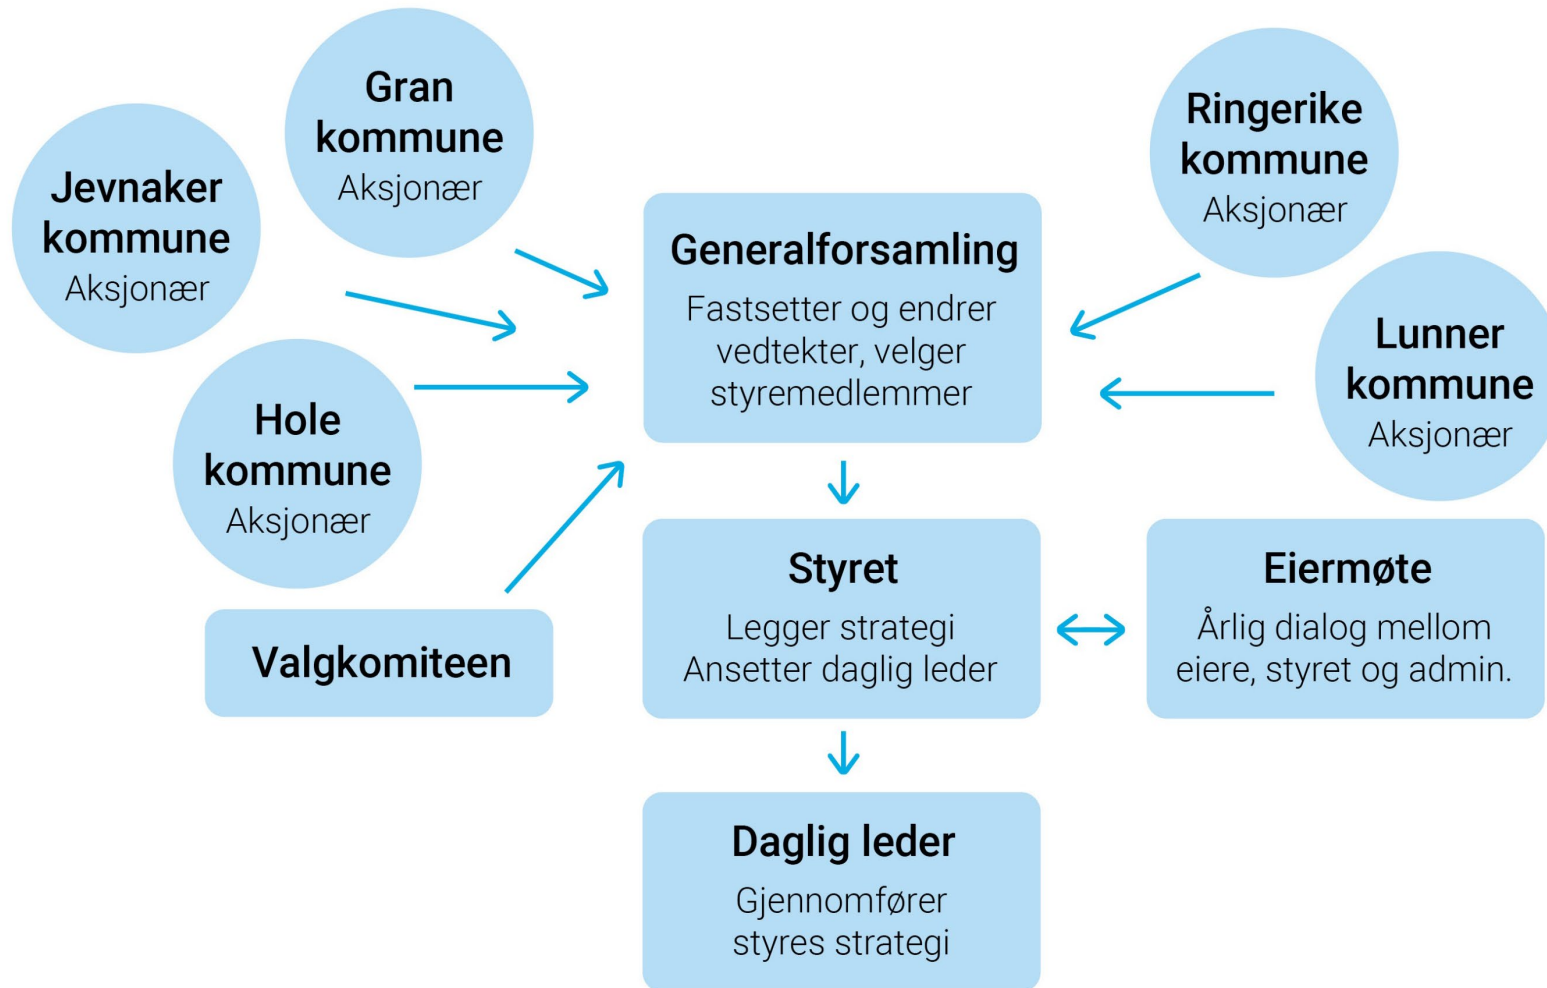 Gran
kommune
Aksjonær
Jevnaker
kommune
Aksjonær
Hole
kommune
Aksjonær
Valgkomiteen
Generalforsamling
Fastsetter og endrer
vedtekter, velger
styremedlemmer
Ringerike
kommune
Aksjonær
Lunner
kommune
Aksjonær
Styret
Legger strategi
Ansetter daglig leder
Eiermøte
Årlig dialog mellom
eiere, styret og admin.
Daglig leder
Gjennomfører
styres strategi